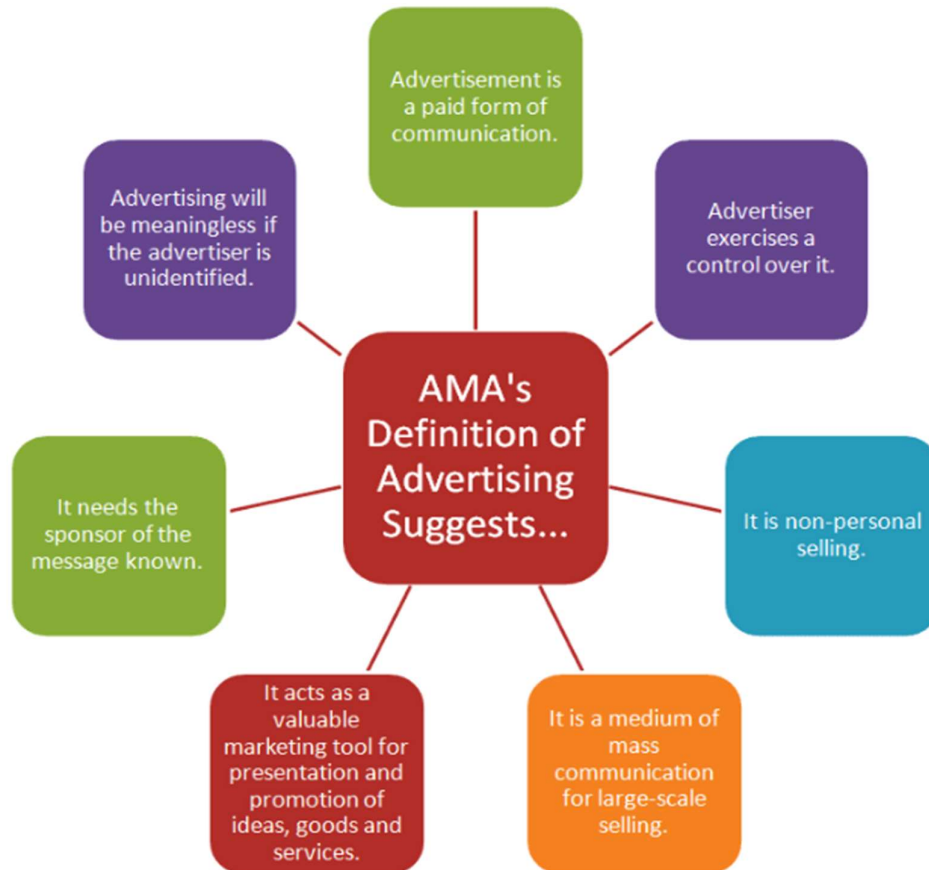 Advertisement is
a paid form of
communication.
Advertising will
be meaningless if
the advertiser is
unidentified.
Advertiser
exercises a
control over it.
AMA's
Definition of
Advertising
Suggests...
It needs the
sponsor of the
message known.
It is non-personal
selling.
It acts as a
valuable
marketing tool for
presentation and
promotion of
ideas, goods and
services.
It is a medium of
mass
communication
for large-scale
selling.